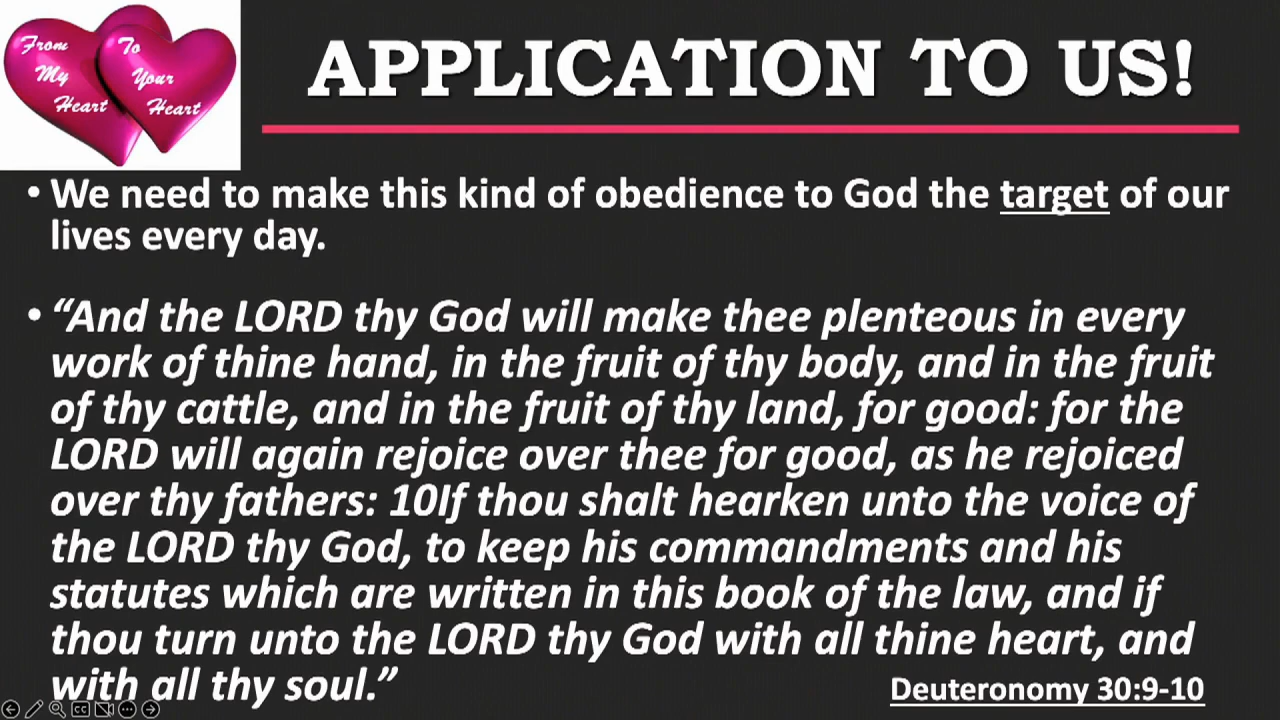 From
My
Heart
To
Your
Heart
APPLICATION TO US!
• We need to make this kind of obedience to God the target of our
lives every day.
• “And the LORD thy God will make thee plenteous in every
work of thine hand, in the fruit of thy body, and in the fruit
of thy cattle, and in the fruit of thy land, for good: for the
LORD will again rejoice over thee for good, as he rejoiced
over thy fathers: 10If thou shalt hearken unto the voice of
the LORD thy God, to keep his commandments and his
statutes which are written in this book of the law, and if
thou turn unto the LORD thy God with all thine heart, and
with all thy soul.”
Deuteronomy 30:9-10
CC